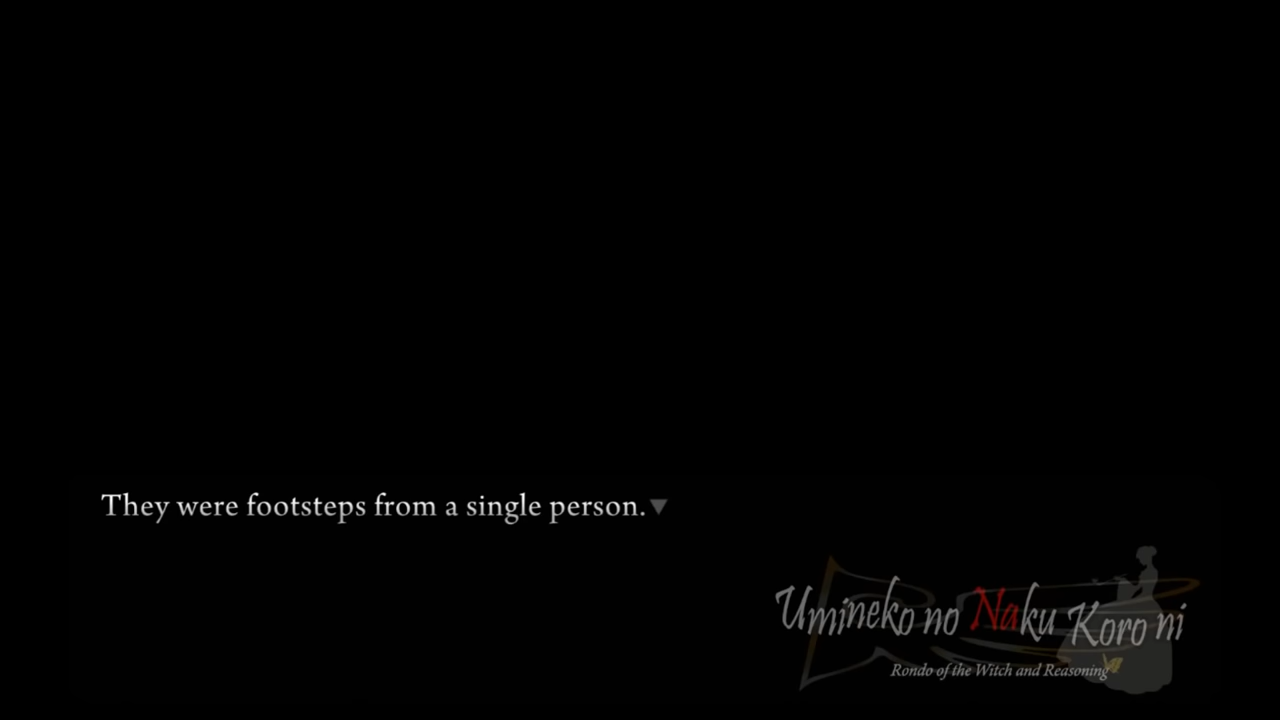 They were footsteps from a single person.
Umineko no Naku Koro ni
Rondo of the Witch and Reasoning